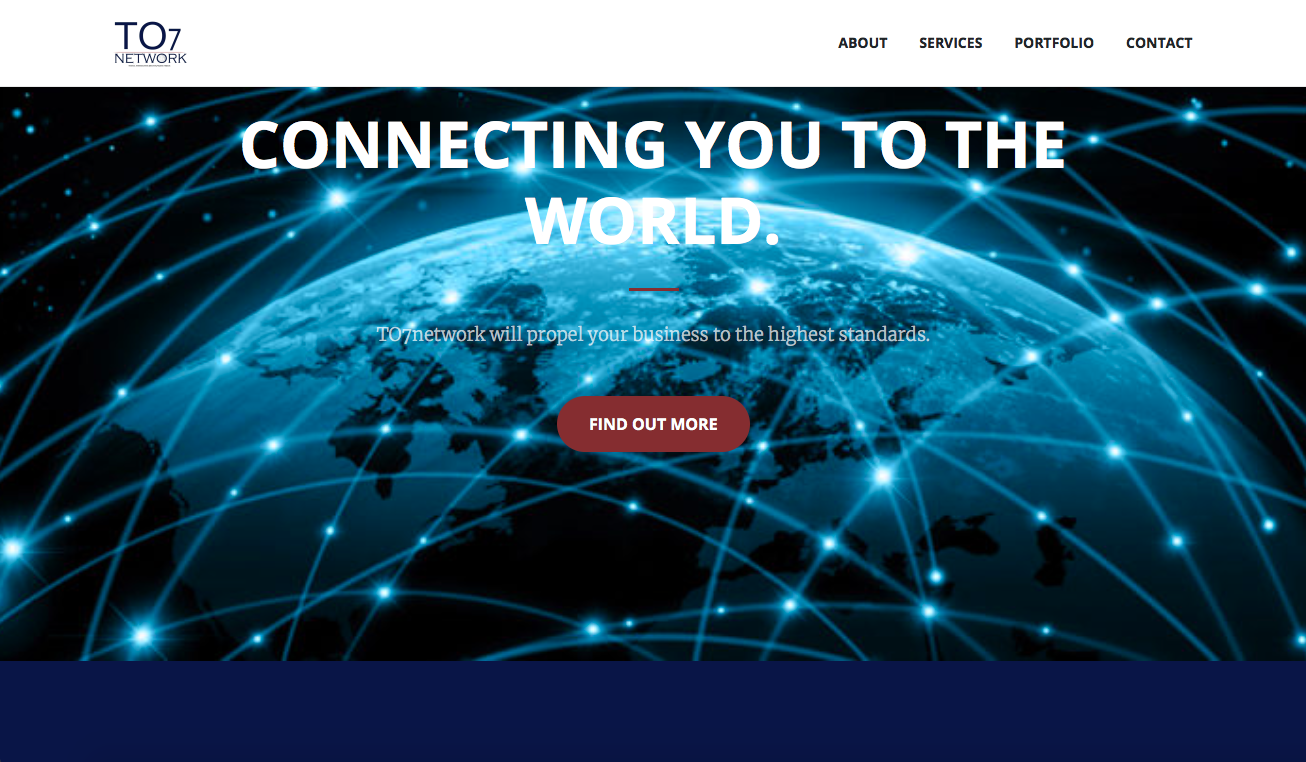 TO7
NETWORK
ABOUT SERVICES PORTFOLIO CONTACT
CONNECTING YOU TO THE
WORLD.
TO7network will propel your business to the highest standards.
FIND OUT MORE